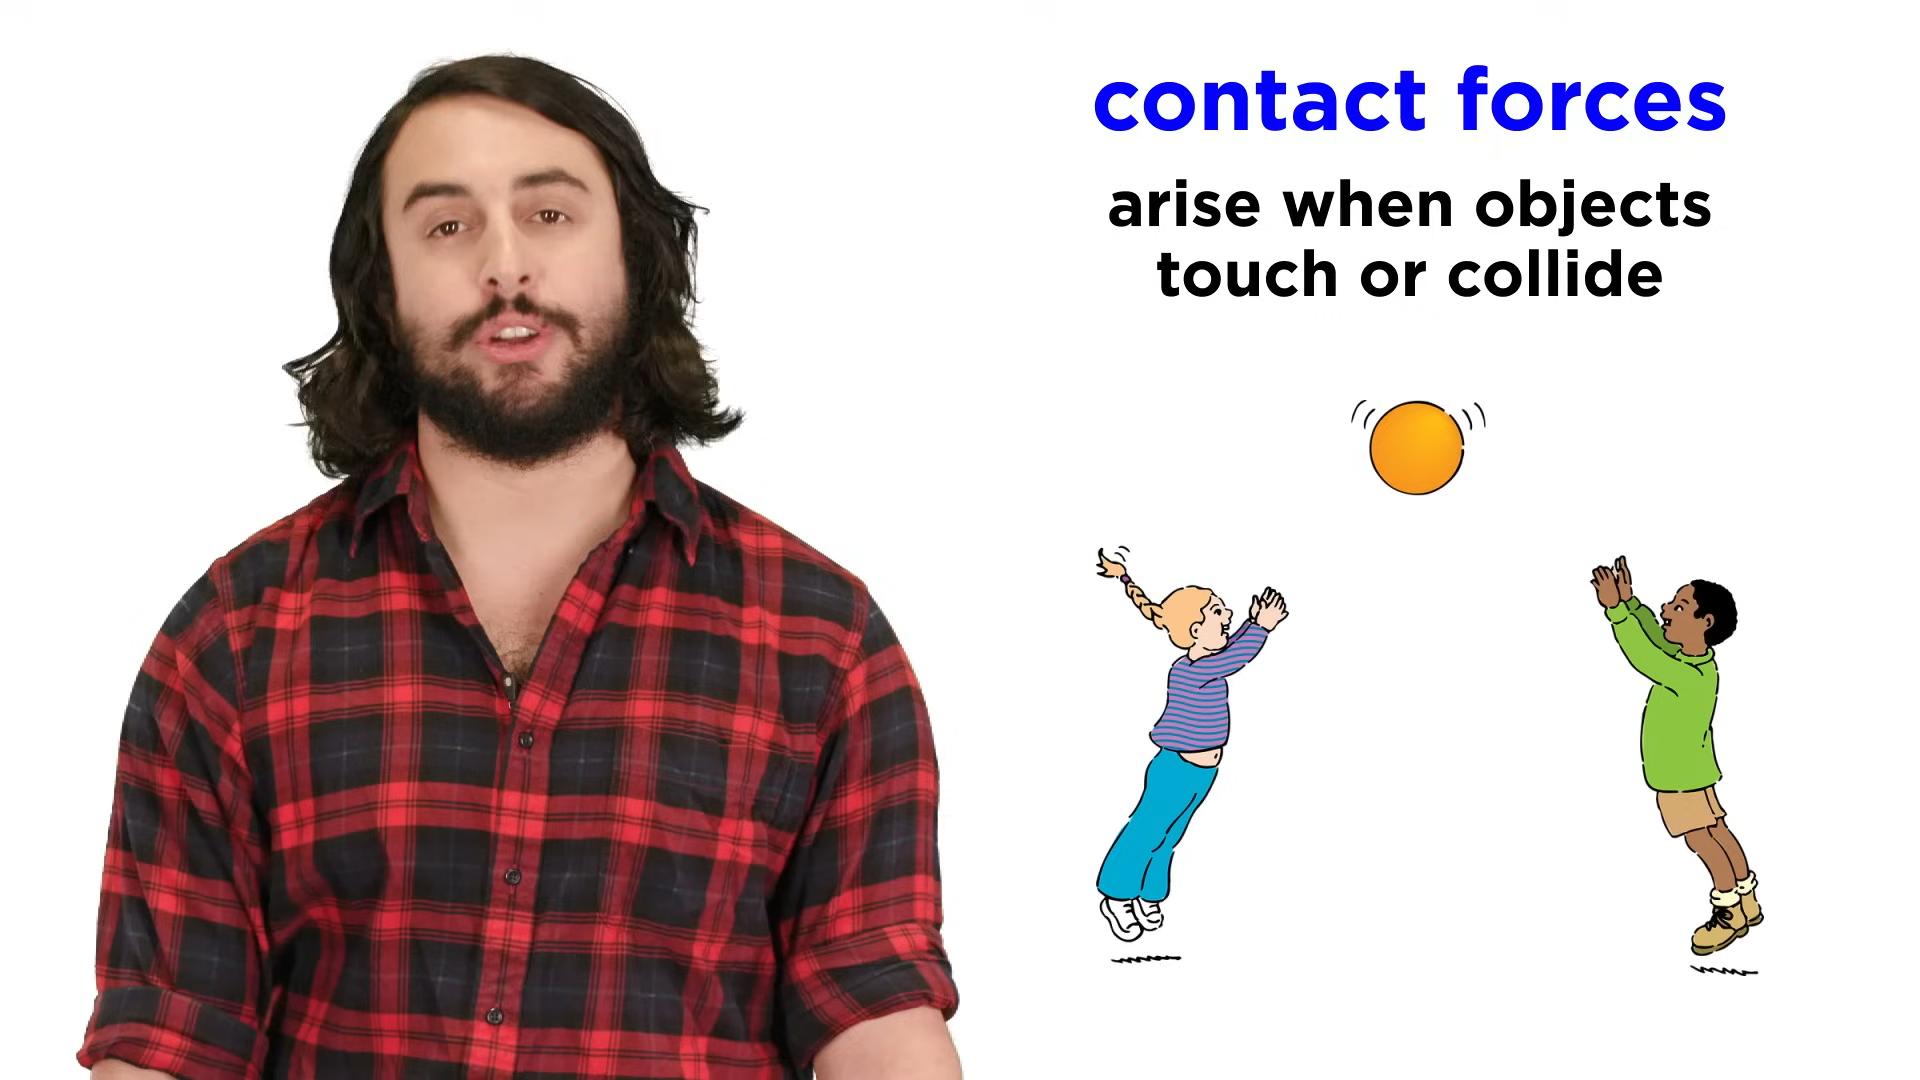 contact forces
arise when objects
touch or collide